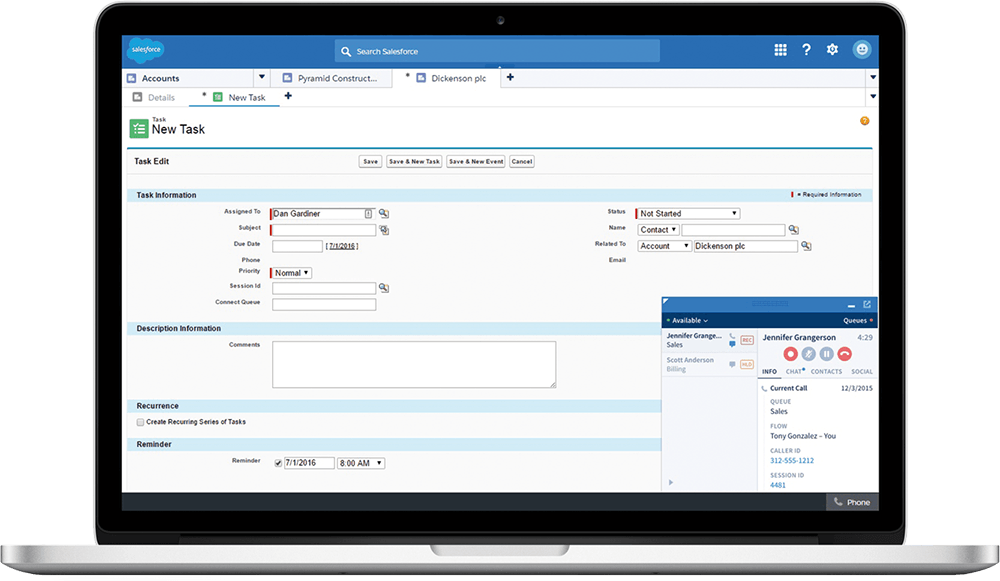 salesforce
Search Salesforce
?
Accounts
Pyramid Construct...
* Dickenson plc
+
Details
* New Task
+
Task
New Task
?
Task Edit
Save
Save & New Task
Save & New Event
Cancel
Task Information
= Required Information
Assigned To Dan Gardiner
Status Not Started
Subject
Name Contact
Due Date [ 7/1/2016 ]
Related To Account Dickenson plc
Phone
Email
Priority Normal
Session Id
Connect Queue
Description Information
Comments
Recurrence
Create Recurring Series of Tasks
Reminder
Reminder 7/1/2016 8:00 AM
Available
Queues
Jennifer Grange...
Sales
REC
Scott Anderson
Billing
HLD
Jennifer Grangerson 4:29
INFO CHAT CONTACTS SOCIAL
Current Call 12/3/2015
QUEUE
Sales
FLOW
Tony Gonzalez – You
CALLER ID
312-555-1212
SESSION ID
4481
Phone